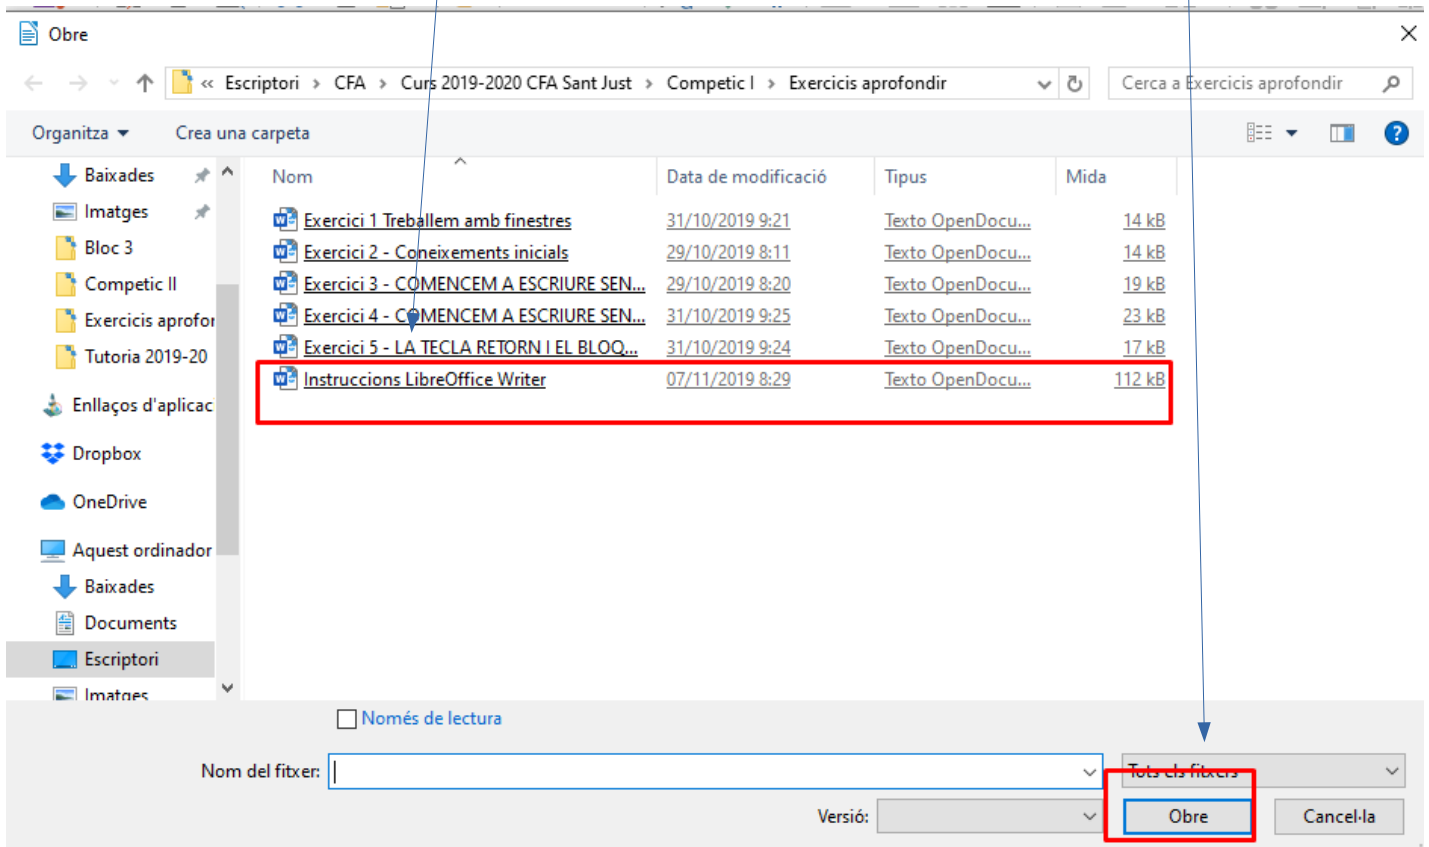 Obre
« Escriptori > CFA > Curs 2019-2020 CFA Sant Just > Competic I > Exercicis aprofondir
Cerca a Exercicis aprofondir
Organitza Crea una carpeta
Nom Data de modificació Tipus Mida
Baixades
Imatges
Bloc 3
Competic II
Exercicis aprofor
Tutoria 2019-20
Enllaços d'aplicac
Dropbox
OneDrive
Aquest ordinador
Baixades
Documents
Escriptori
Imatges
Exercici 1 Treballem amb finestres 31/10/2019 9:21 Texto OpenDocu... 14 kB
Exercici 2 - Coneixements inicials 29/10/2019 8:11 Texto OpenDocu... 14 kB
Exercici 3 - COMENCEM A ESCRIURE SEN... 29/10/2019 8:20 Texto OpenDocu... 19 kB
Exercici 4 - COMENCEM A ESCRIURE SEN... 31/10/2019 9:25 Texto OpenDocu... 23 kB
Exercici 5 - LA TECLA RETORN I EL BLOQ... 31/10/2019 9:24 Texto OpenDocu... 17 kB
Instruccions LibreOffice Writer 07/11/2019 8:29 Texto OpenDocu... 112 kB
Només de lectura
Nom del fitxer:
Tots els fitxers
Versió:
Obre
Cancel·la